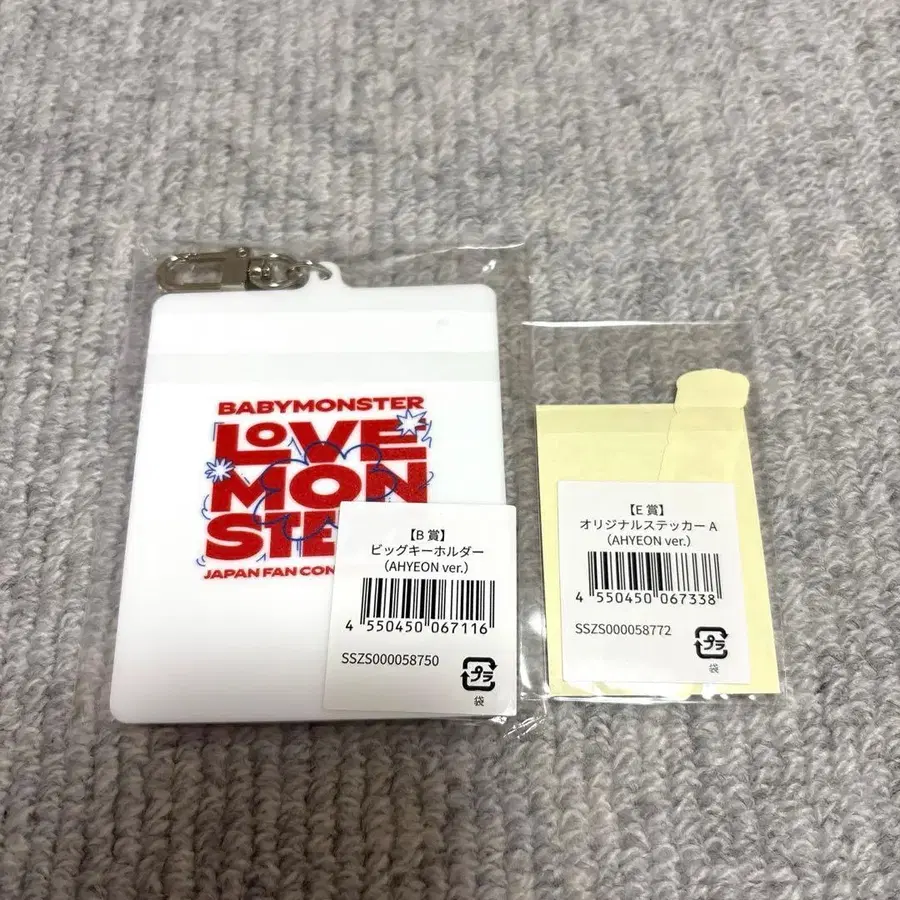 BABYMONSTER
LOVE
MON
STE
JAPAN FAN CON
【B 賞】
ビッグキーホルダー
（AHYEON ver.）
4 550450 067116
SSZS000058750
プラ
袋
【E 賞】
オリジナルステッカー A
（AHYEON ver.）
4 550450 067338
SSZS000058772
プラ
袋